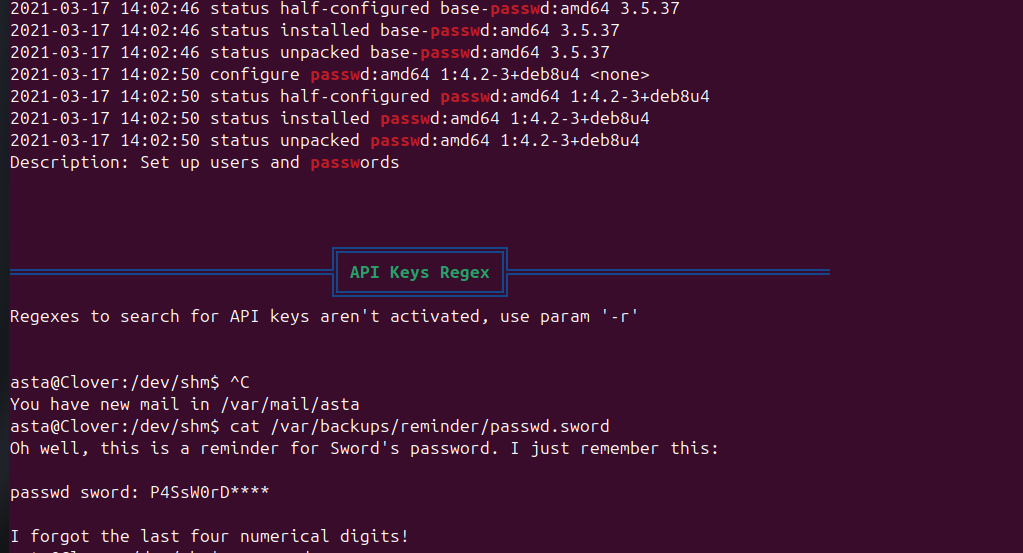 2021-03-17 14:02:46 status half-configured base-passwd:amd64 3.5.37
2021-03-17 14:02:46 status installed base-passwd:amd64 3.5.37
2021-03-17 14:02:46 status unpacked base-passwd:amd64 3.5.37
2021-03-17 14:02:50 configure passwd:amd64 1:4.2-3+deb8u4 <none>
2021-03-17 14:02:50 status half-configured passwd:amd64 1:4.2-3+deb8u4
2021-03-17 14:02:50 status installed passwd:amd64 1:4.2-3+deb8u4
2021-03-17 14:02:50 status unpacked passwd:amd64 1:4.2-3+deb8u4
Description: Set up users and passwords
API Keys Regex
Regexes to search for API keys aren't activated, use param '-r'
asta@Clover:/dev/shm$ ^C
You have new mail in /var/mail/asta
asta@Clover:/dev/shm$ cat /var/backups/reminder/passwd.sword
Oh well, this is a reminder for Sword's password. I just remember this:
passwd sword: P4SsW0rD****
I forgot the last four numerical digits!